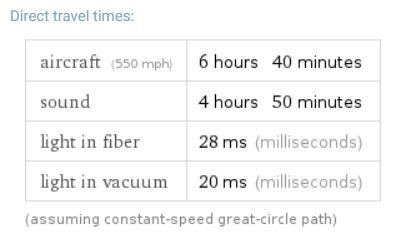 Direct travel times:
aircraft (550 mph) 6 hours 40 minutes
sound 4 hours 50 minutes
light in fiber 28 ms (milliseconds)
light in vacuum 20 ms (milliseconds)
(assuming constant-speed great-circle path)